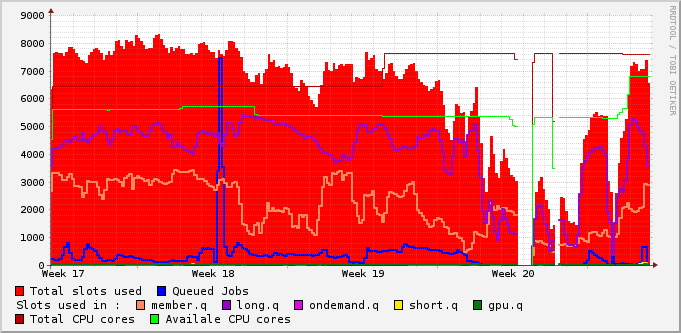 9000
8000
7000
6000
5000
4000
3000
2000
1000
0
Week 17 Week 18 Week 19 Week 20
Total slots used Queued Jobs
Slots used in : member.q long.q ondemand.q short.q gpu.q
Total CPU cores Availale CPU cores
RRDTOOL / TOBI OETIKER